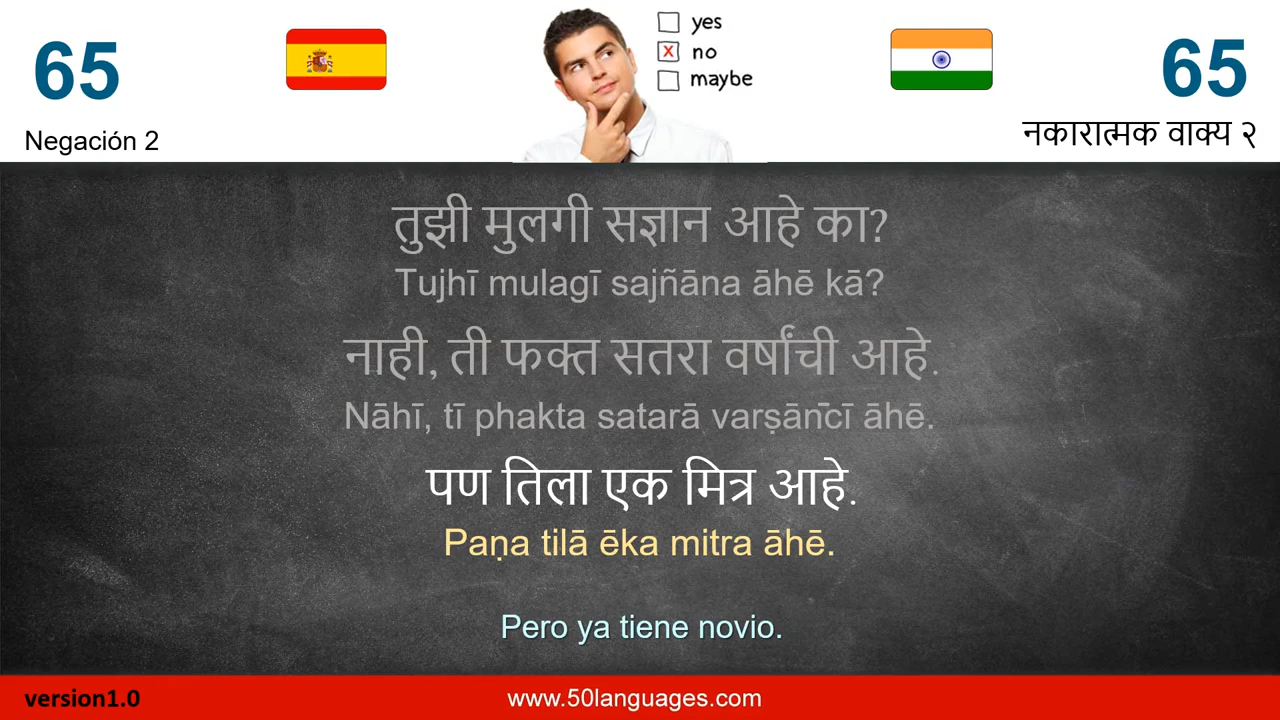 65
yes
no
maybe
65
Negación 2
नकारात्मक वाक्य २
तुझी मुलगी सज्ञान आहे का?
Tujhī mulagī sajñāna āhē kā?
नाही, ती फक्त सतरा वर्षांची आहे.
Nāhī, tī phakta satarā varṣān̄cī āhē.
पण तिला एक मित्र आहे.
Paṇa tilā ēka mitra āhē.
Pero ya tiene novio.
version1.0
www.50languages.com